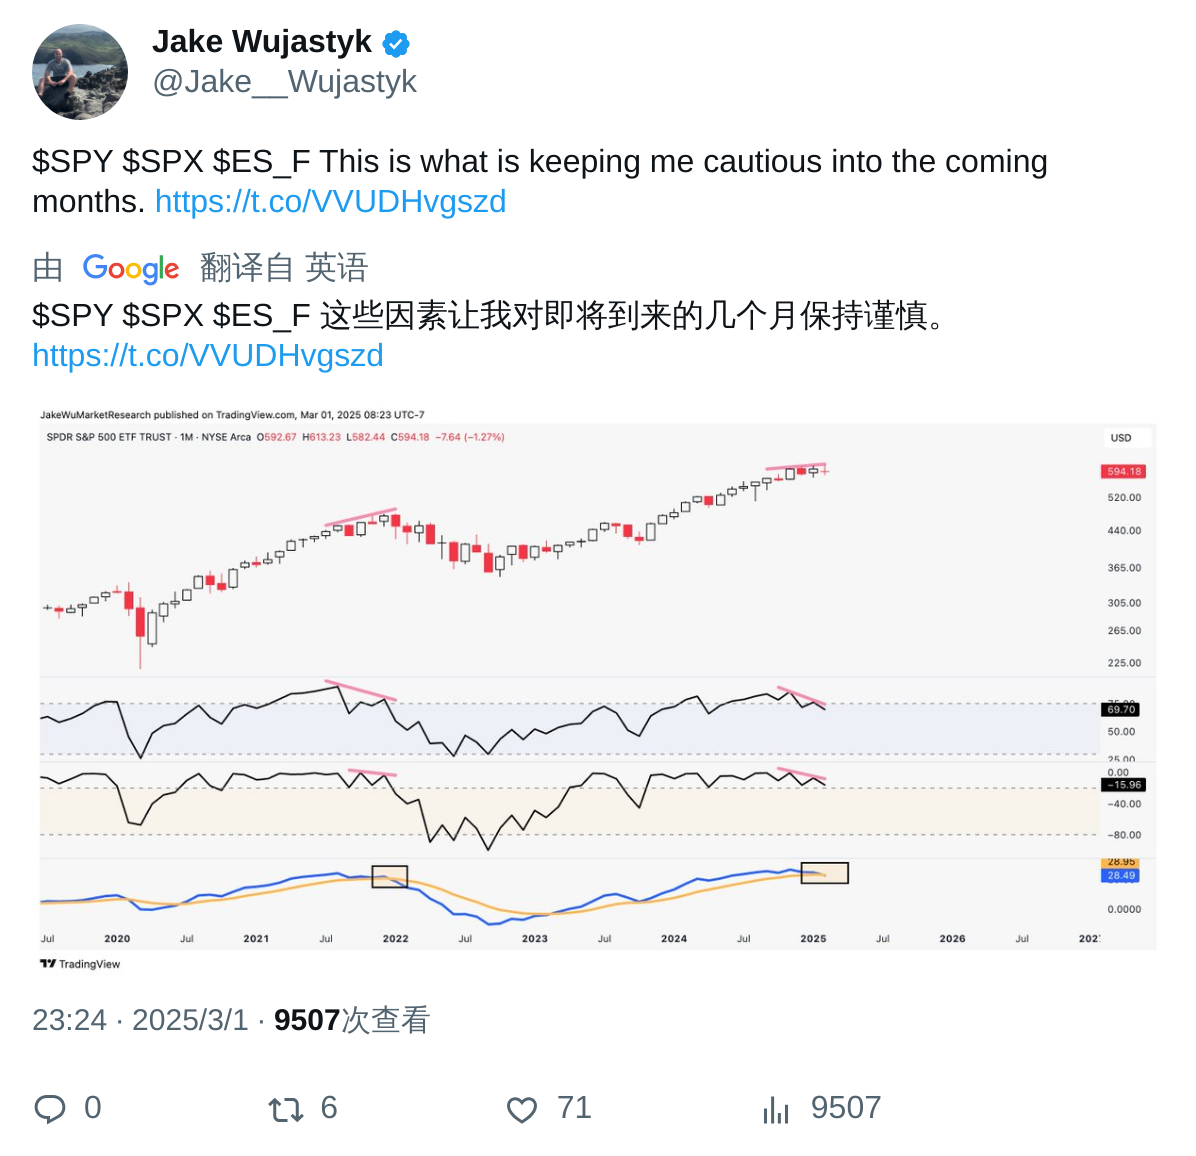 Jake Wujastyk
@Jake__Wujastyk
$SPY $SPX $ES_F This is what is keeping me cautious into the coming
months. https://t.co/VVUDHvgszd
由 Google 翻译自 英语
$SPY $SPX $ES_F 这些因素让我对即将到来的几个月保持谨慎。
https://t.co/VVUDHvgszd
JakeWuMarketResearch published on TradingView.com, Mar 01, 2025 08:23 UTC-7
SPDR S&P 500 ETF TRUST · 1M · NYSE Arca O592.67 H613.23 L582.44 C594.18 −7.64 (−1.27%)
USD
594.18
520.00
440.00
365.00
305.00
265.00
225.00
75.00
69.70
50.00
25.00
0.00
−15.96
−40.00
−80.00
28.95
28.49
0.0000
Jul 2020 Jul 2021 Jul 2022 Jul 2023 Jul 2024 Jul 2025 Jul 2026 Jul 202
TradingView
23:24 · 2025/3/1 · 9507次查看
0 6 71 9507